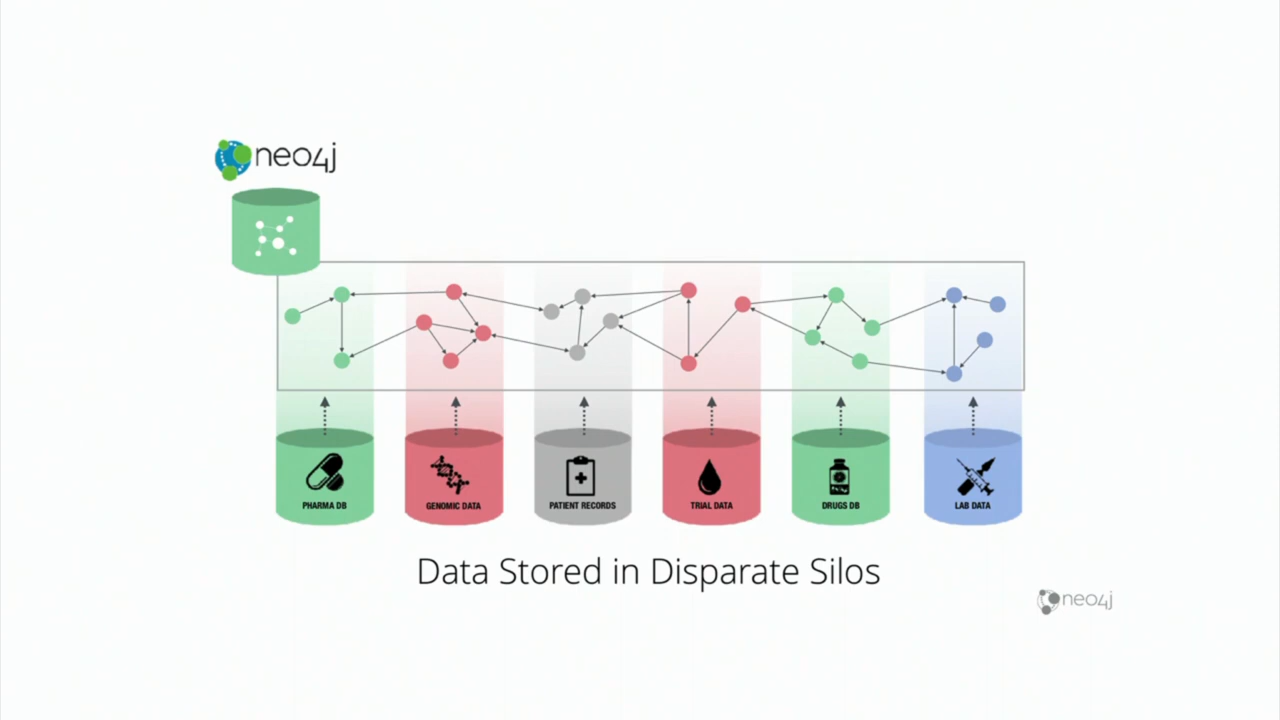 neo4j
PHARMA DB
GENOMIC DATA
PATIENT RECORDS
TRIAL DATA
DRUGS DB
LAB DATA
Data Stored in Disparate Silos
neo4j